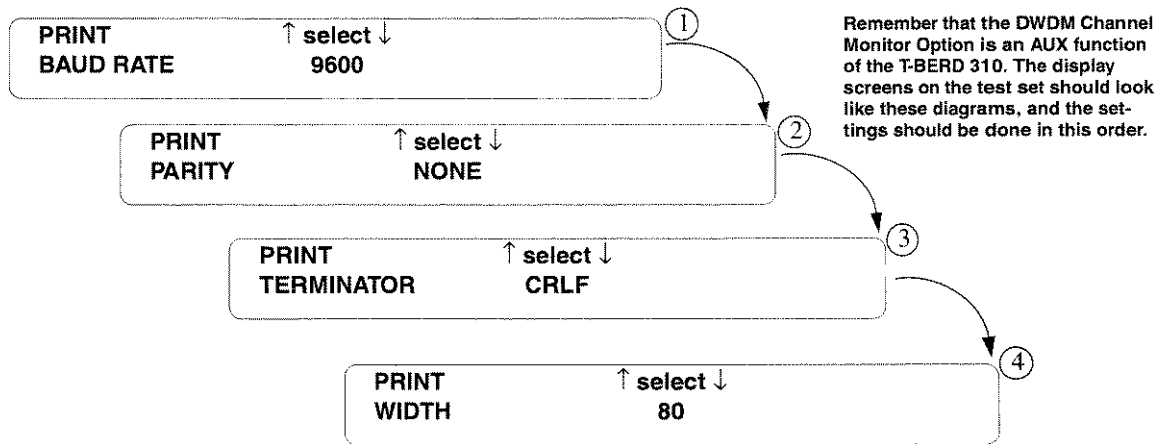 PRINT ↑ select ↓
BAUD RATE 9600
1
Remember that the DWDM Channel
Monitor Option is an AUX function
of the T-BERD 310. The display
screens on the test set should look
like these diagrams, and the set-
tings should be done in this order.
PRINT ↑ select ↓
PARITY NONE
2
PRINT ↑ select ↓
TERMINATOR CRLF
3
PRINT ↑ select ↓
WIDTH 80
4